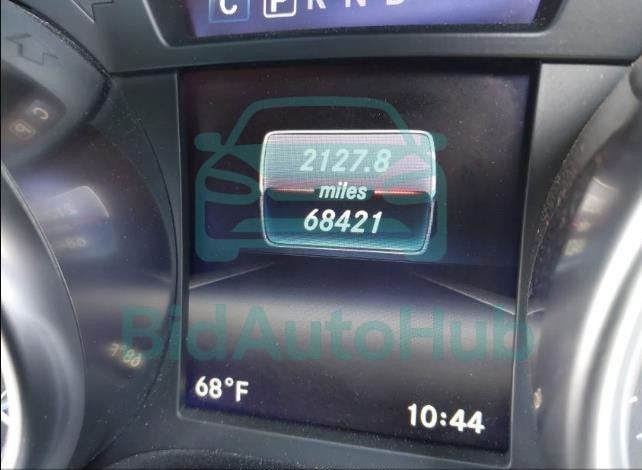 C P R N D
2127.8
miles
68421
BidAutoHub
68°F
10:44